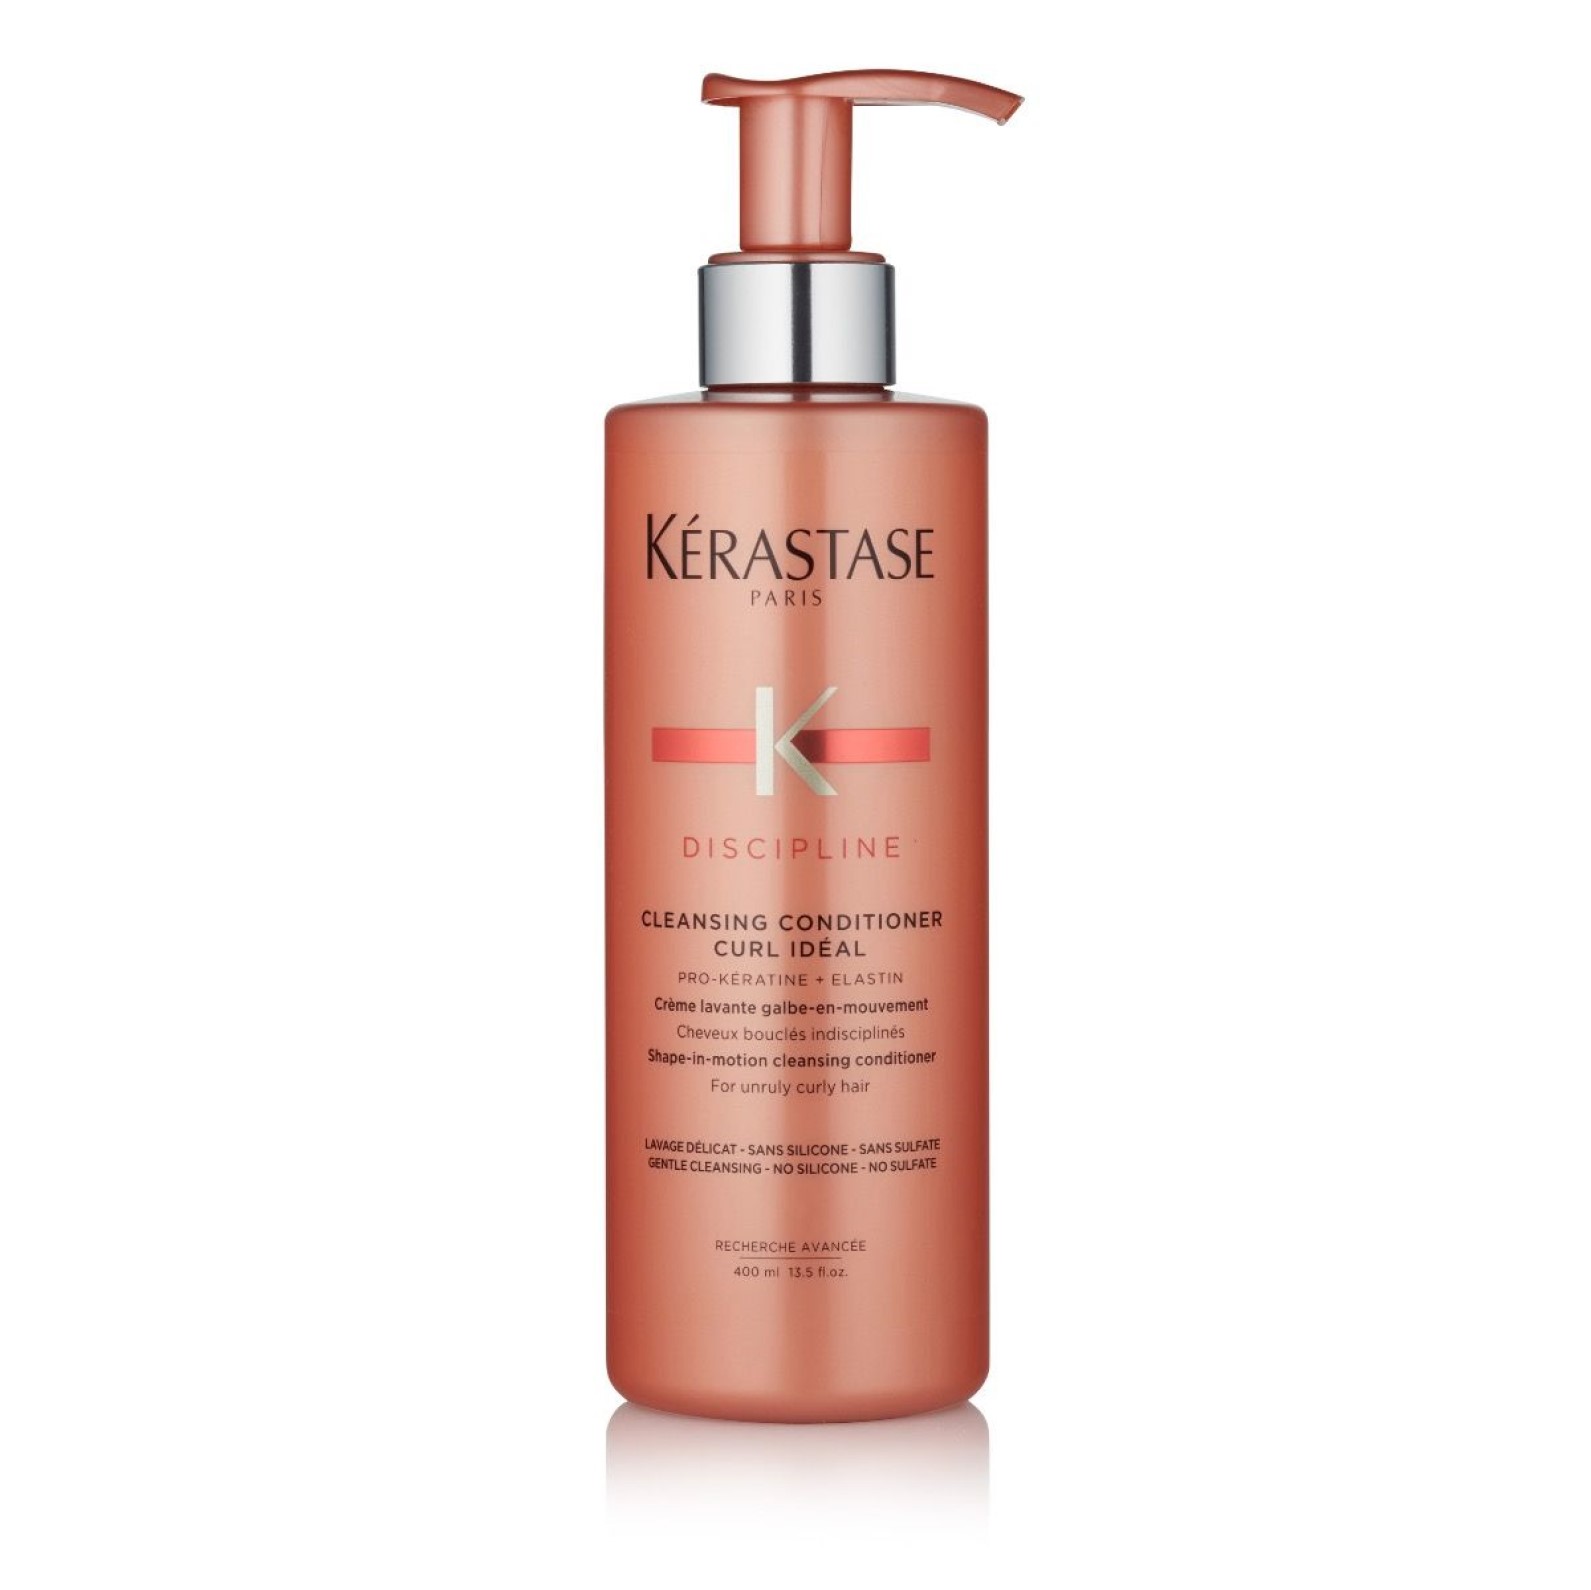 KÉRASTASE
PARIS
K
DISCIPLINE
CLEANSING CONDITIONER
CURL IDÉAL
PRO-KÉRATINE + ELASTIN
Crème lavante galbe-en-mouvement
Cheveux bouclés indisciplinés
Shape-in-motion cleansing conditioner
For unruly curly hair
LAVAGE DÉLICAT - SANS SILICONE - SANS SULFATE
GENTLE CLEANSING - NO SILICONE - NO SULFATE
RECHERCHE AVANCÉE
400 ml 13.5 fl.oz.